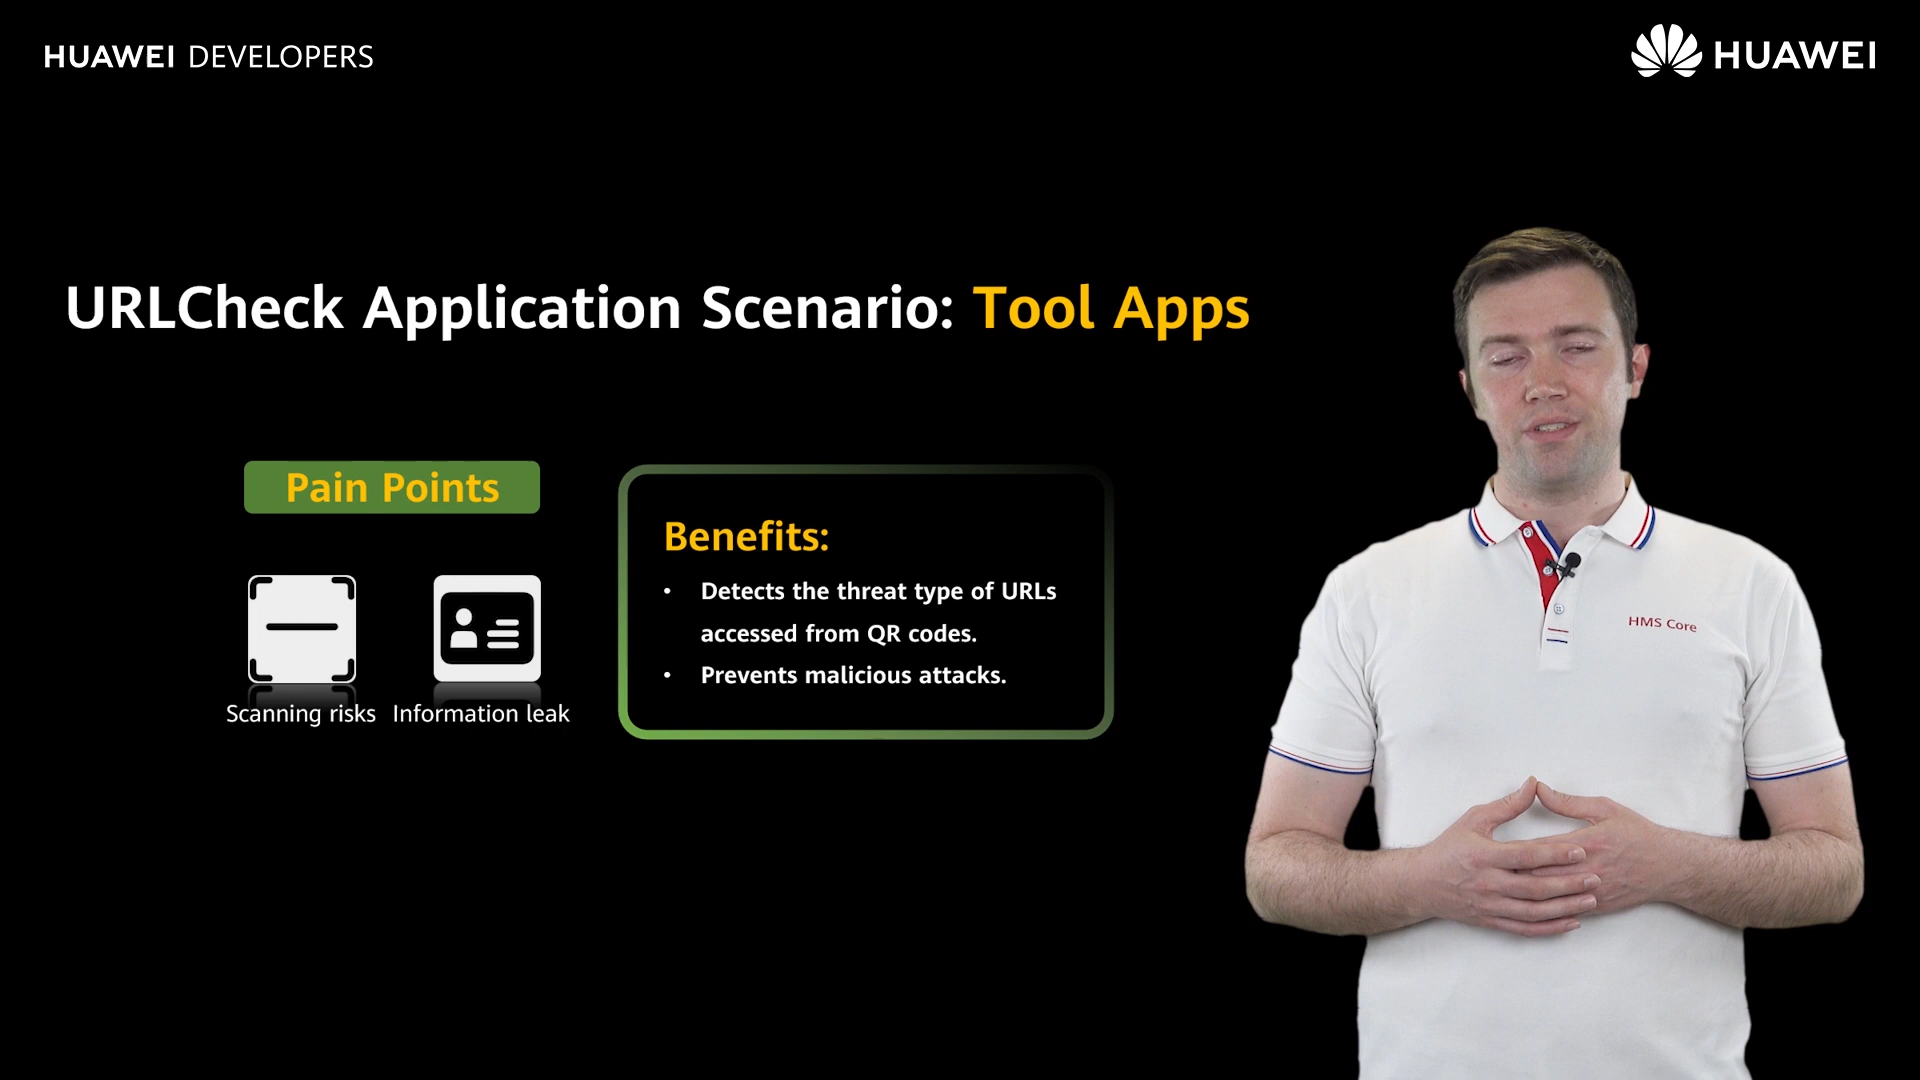 HUAWEI DEVELOPERS
HUAWEI
URLCheck Application Scenario: Tool Apps
Pain Points
Scanning risks
Information leak
Benefits:
• Detects the threat type of URLs
accessed from QR codes.
• Prevents malicious attacks.
HMS Core